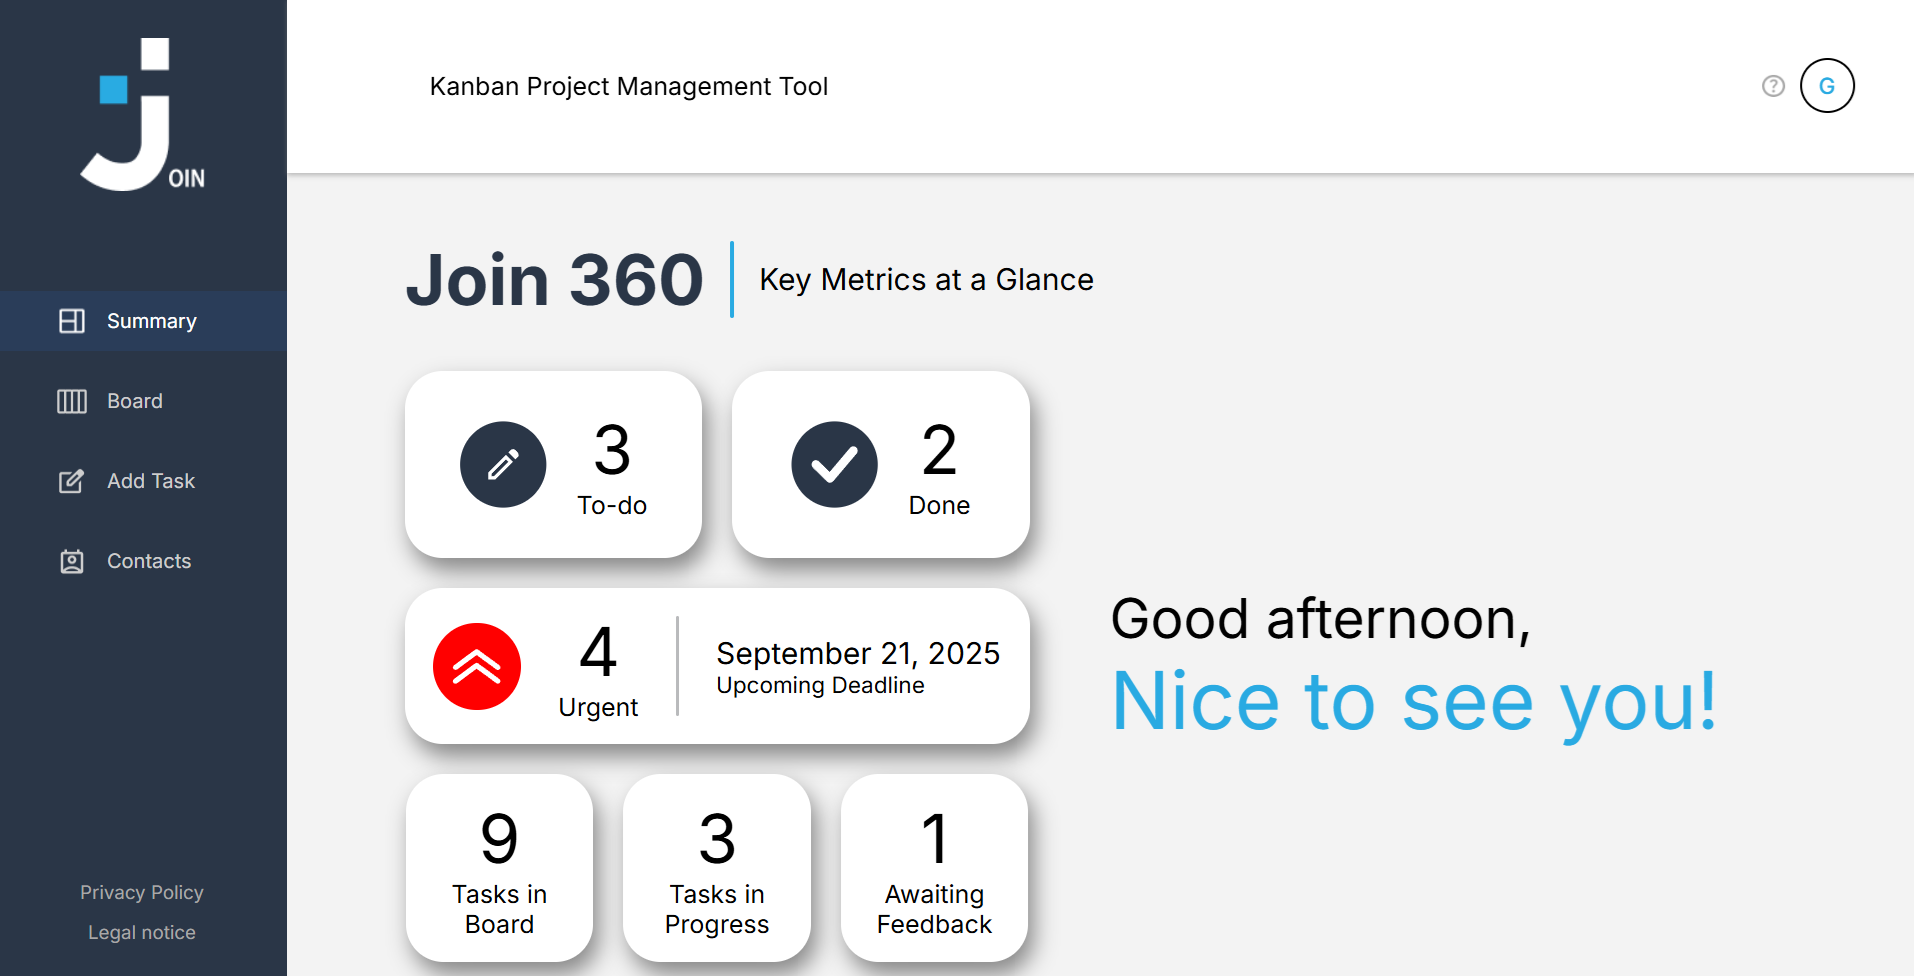 OIN
Summary
Board
Add Task
Contacts
Privacy Policy
Legal notice
Kanban Project Management Tool
?
G
Join 360
Key Metrics at a Glance
3
To-do
2
Done
4
Urgent
September 21, 2025
Upcoming Deadline
9
Tasks in
Board
3
Tasks in
Progress
1
Awaiting
Feedback
Good afternoon,
Nice to see you!